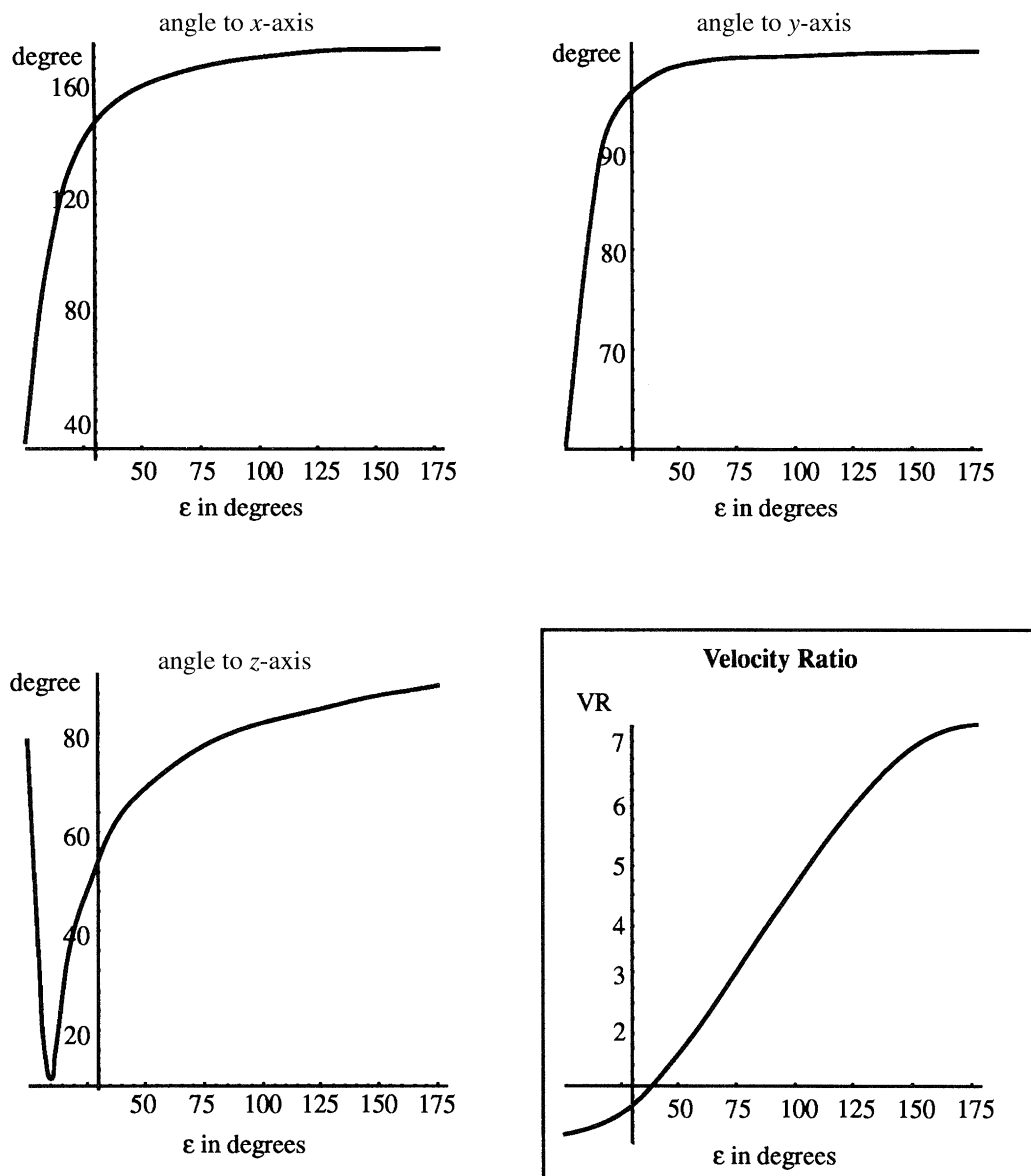 angle to x-axis
degree
160
120
80
40
50 75 100 125 150 175
ε in degrees
angle to y-axis
degree
90
80
70
50 75 100 125 150 175
ε in degrees
angle to z-axis
degree
80
60
40
20
50 75 100 125 150 175
ε in degrees
Velocity Ratio
VR
7
6
5
4
3
2
50 75 100 125 150 175
ε in degrees